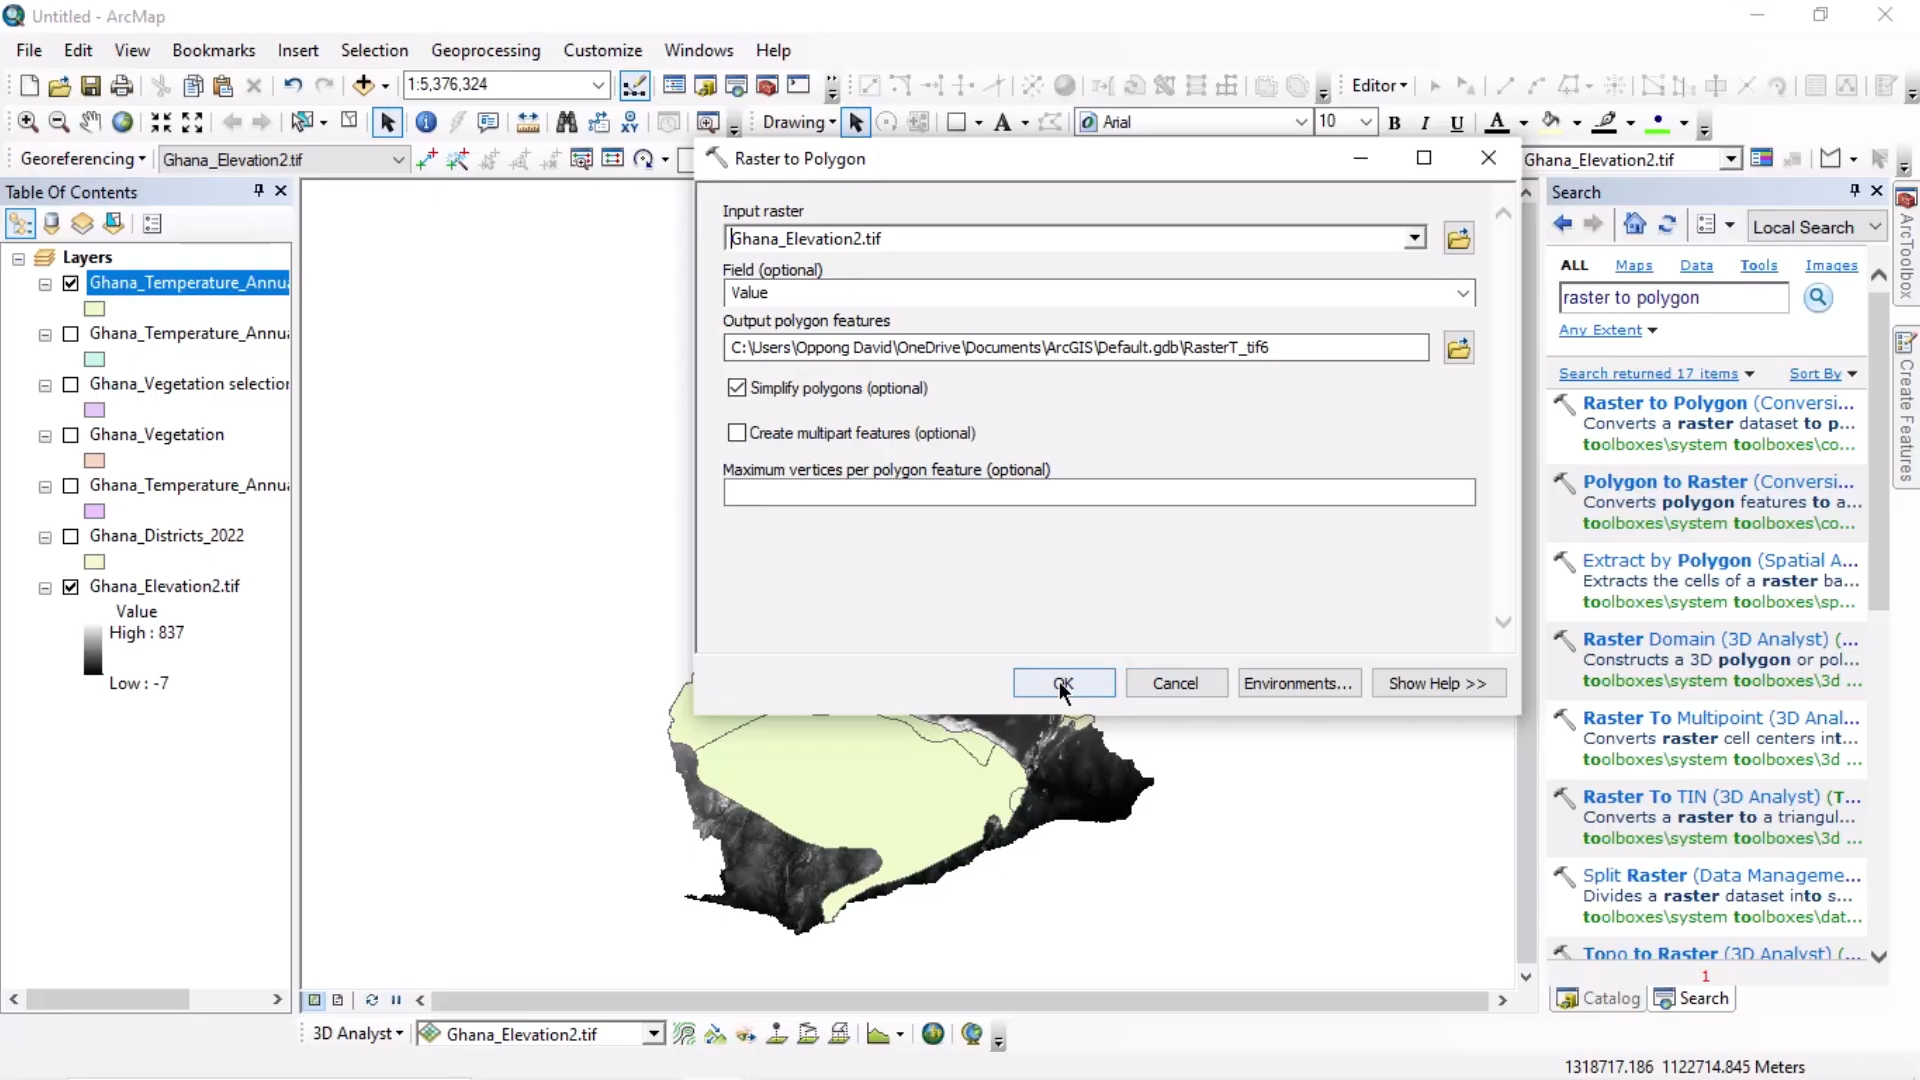 Untitled - ArcMap
File Edit View Bookmarks Insert Selection Geoprocessing Customize Windows Help
1:5,376,324
Editor
Drawing
A
Arial
10
B I U A
Georeferencing
Ghana_Elevation2.tif
Ghana_Elevation2.tif
Table Of Contents
Layers
Ghana_Temperature_Annua
Ghana_Temperature_Annua
Ghana_Vegetation selection
Ghana_Vegetation
Ghana_Temperature_Annua
Ghana_Districts_2022
Ghana_Elevation2.tif
Value
High : 837
Low : -7
Raster to Polygon
Input raster
Ghana_Elevation2.tif
Field (optional)
Value
Output polygon features
C:\Users\Oppong David\OneDrive\Documents\ArcGIS\Default.gdb\RasterT_tif6
Simplify polygons (optional)
Create multipart features (optional)
Maximum vertices per polygon feature (optional)
OK
Cancel
Environments...
Show Help >>
Search
Local Search
ALL Maps Data Tools Images
raster to polygon
Any Extent
Search returned 17 items
Sort By
Raster to Polygon (Conversi...
Converts a raster dataset to p...
toolboxes\system toolboxes\co...
Polygon to Raster (Conversi...
Converts polygon features to a...
toolboxes\system toolboxes\co...
Extract by Polygon (Spatial A...
Extracts the cells of a raster ba...
toolboxes\system toolboxes\sp...
Raster Domain (3D Analyst) (...
Constructs a 3D polygon or pol...
toolboxes\system toolboxes\3d ...
Raster To Multipoint (3D Anal...
Converts raster cell centers int...
toolboxes\system toolboxes\3d ...
Raster To TIN (3D Analyst) (T...
Converts a raster to a triangul...
toolboxes\system toolboxes\3d ...
Split Raster (Data Manageme...
Divides a raster dataset into s...
toolboxes\system toolboxes\dat...
Topo to Raster (3D Analyst) (...
1
Catalog
Search
ArcToolbox
Create Features
3D Analyst
Ghana_Elevation2.tif
1318717.186 1122714.845 Meters